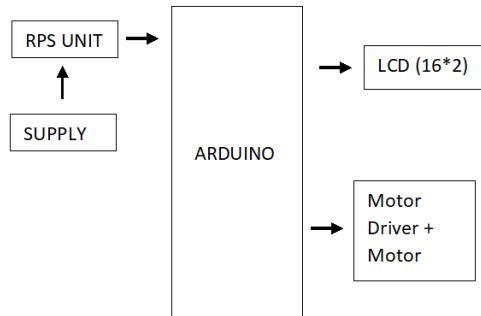 RPS UNIT
SUPPLY
ARDUINO
LCD (16*2)
Motor
Driver +
Motor